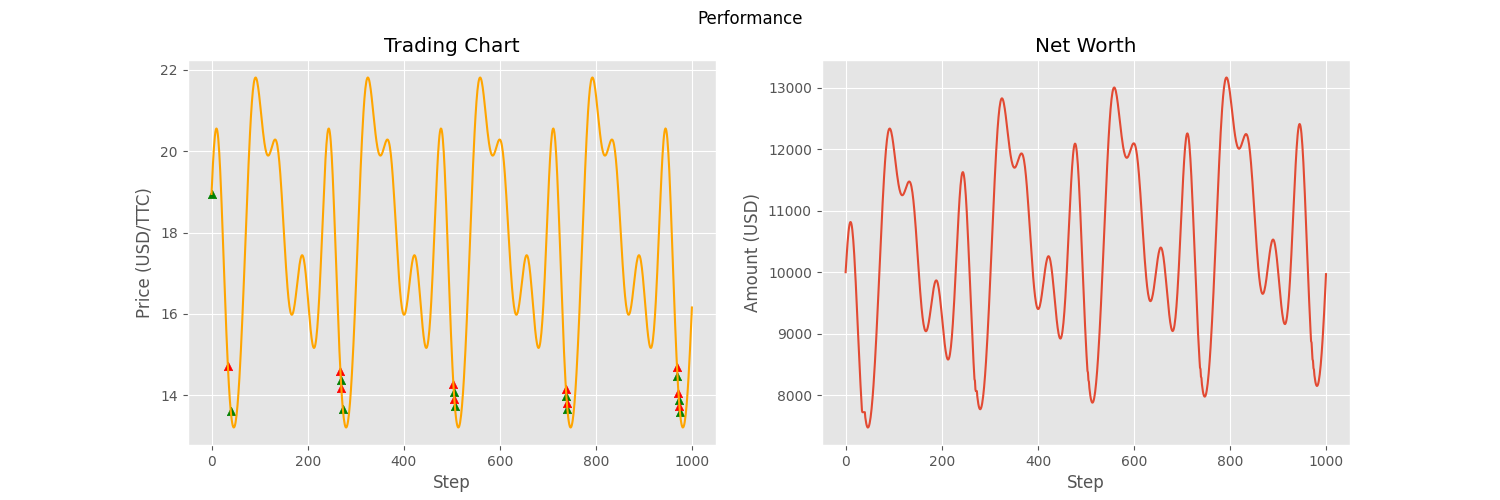 Performance
Trading Chart
Net Worth
Price (USD/TTC)
22
20
18
16
14
0 200 400 600 800 1000
Step
Amount (USD)
13000
12000
11000
10000
9000
8000
0 200 400 600 800 1000
Step